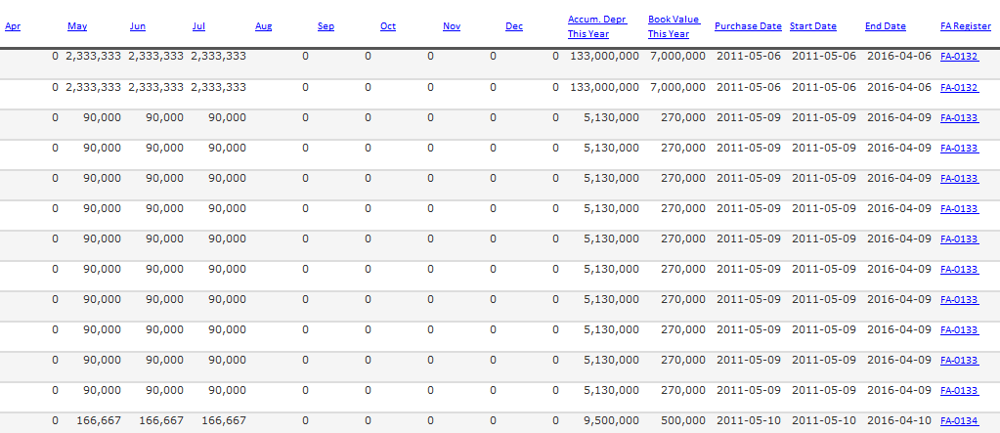 Apr May Jun Jul Aug Sep Oct Nov Dec Accum. Depr This Year Book Value This Year Purchase Date Start Date End Date FA Register
0 2,333,333 2,333,333 2,333,333 0 0 0 0 0 133,000,000 7,000,000 2011-05-06 2011-05-06 2016-04-06 FA-0132
0 2,333,333 2,333,333 2,333,333 0 0 0 0 0 133,000,000 7,000,000 2011-05-06 2011-05-06 2016-04-06 FA-0132
0 90,000 90,000 90,000 0 0 0 0 0 5,130,000 270,000 2011-05-09 2011-05-09 2016-04-09 FA-0133
0 90,000 90,000 90,000 0 0 0 0 0 5,130,000 270,000 2011-05-09 2011-05-09 2016-04-09 FA-0133
0 90,000 90,000 90,000 0 0 0 0 0 5,130,000 270,000 2011-05-09 2011-05-09 2016-04-09 FA-0133
0 90,000 90,000 90,000 0 0 0 0 0 5,130,000 270,000 2011-05-09 2011-05-09 2016-04-09 FA-0133
0 90,000 90,000 90,000 0 0 0 0 0 5,130,000 270,000 2011-05-09 2011-05-09 2016-04-09 FA-0133
0 90,000 90,000 90,000 0 0 0 0 0 5,130,000 270,000 2011-05-09 2011-05-09 2016-04-09 FA-0133
0 90,000 90,000 90,000 0 0 0 0 0 5,130,000 270,000 2011-05-09 2011-05-09 2016-04-09 FA-0133
0 90,000 90,000 90,000 0 0 0 0 0 5,130,000 270,000 2011-05-09 2011-05-09 2016-04-09 FA-0133
0 90,000 90,000 90,000 0 0 0 0 0 5,130,000 270,000 2011-05-09 2011-05-09 2016-04-09 FA-0133
0 90,000 90,000 90,000 0 0 0 0 0 5,130,000 270,000 2011-05-09 2011-05-09 2016-04-09 FA-0133
0 166,667 166,667 166,667 0 0 0 0 0 9,500,000 500,000 2011-05-10 2011-05-10 2016-04-10 FA-0134